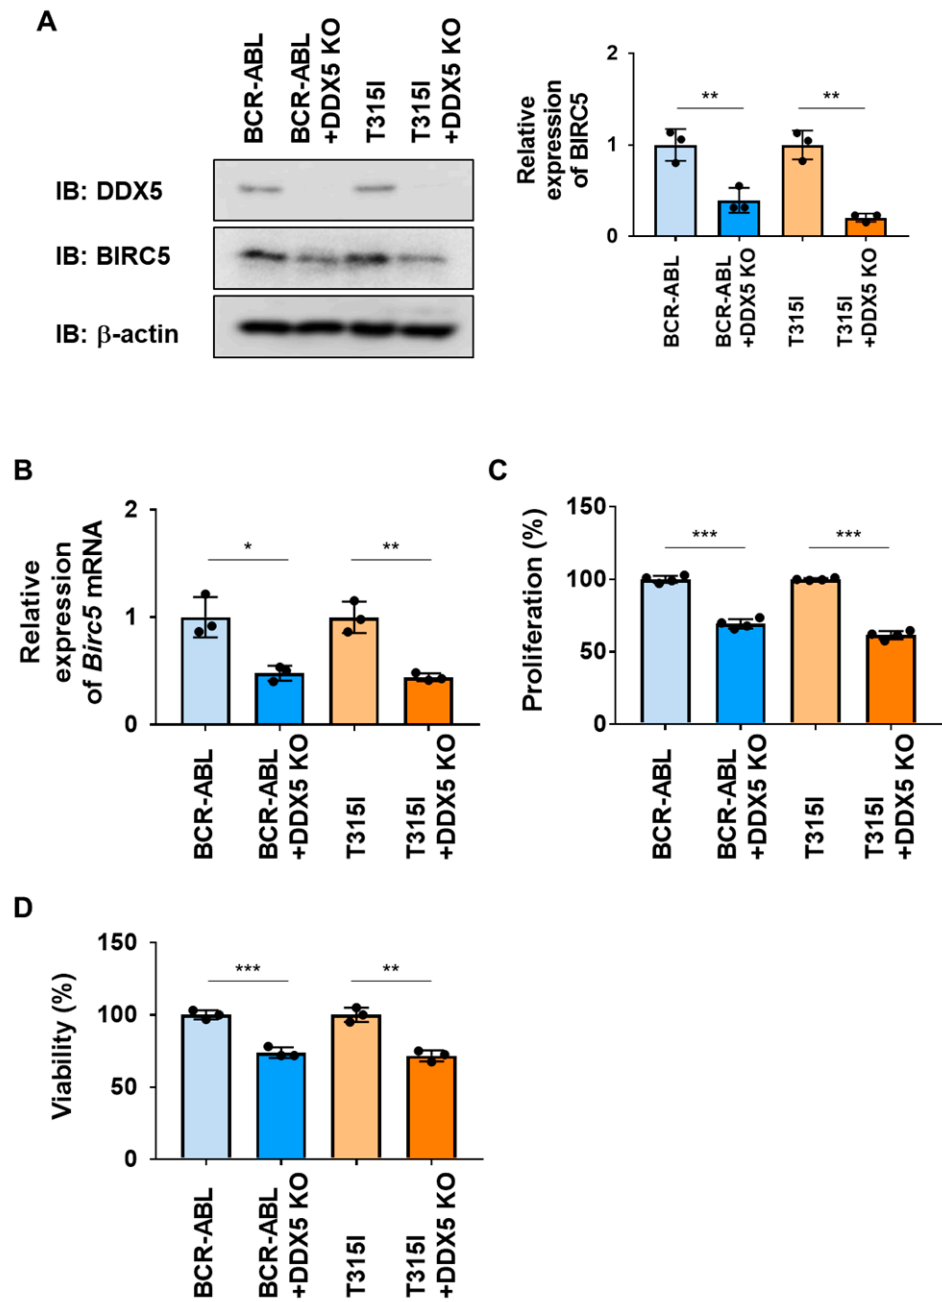 A
BCR-ABL
BCR-ABL
+DDX5 KO
T315I
T315I
+DDX5 KO
IB: DDX5
IB: BIRC5
IB: β-actin
Relative
expression
of BIRC5
2
1
0
**
**
BCR-ABL
BCR-ABL
+DDX5 KO
T315I
T315I
+DDX5 KO
B
Relative
expression
of Birc5 mRNA
2
1
0
*
**
BCR-ABL
BCR-ABL
+DDX5 KO
T315I
T315I
+DDX5 KO
C
Proliferation (%)
150
100
50
0
***
***
BCR-ABL
BCR-ABL
+DDX5 KO
T315I
T315I
+DDX5 KO
D
Viability (%)
150
100
50
0
***
**
BCR-ABL
BCR-ABL
+DDX5 KO
T315I
T315I
+DDX5 KO